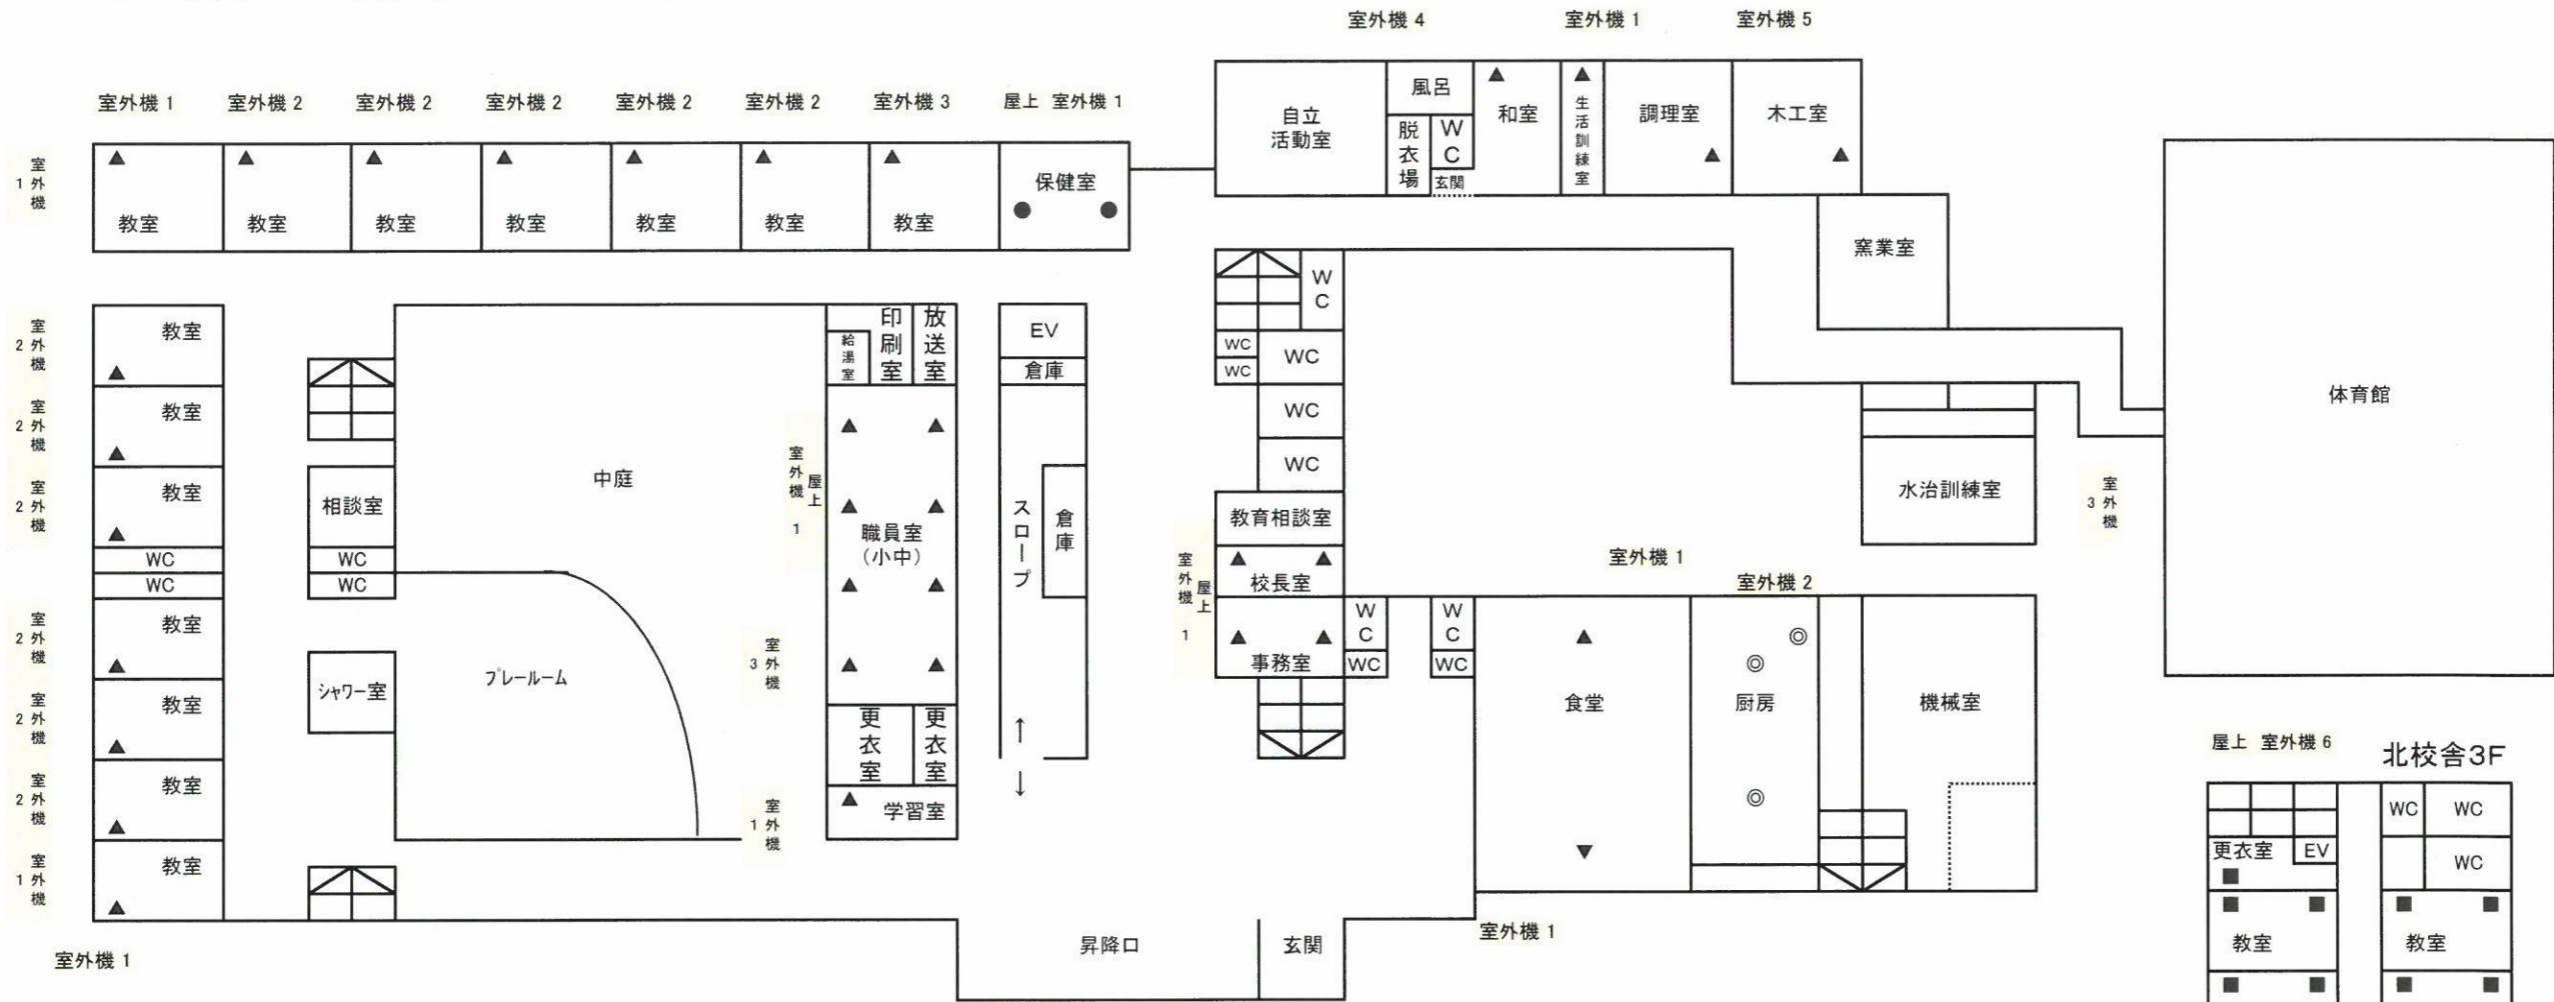 室外機 4
室外機 1
室外機 5
室外機 1
室外機 2
室外機 2
室外機 2
室外機 2
室外機 2
室外機 3
屋上 室外機 1
自立
活動室
風呂
脱衣場
WC
玄関
和室
生活訓練室
調理室
木工室
室外機 1
教室
教室
教室
教室
教室
教室
教室
保健室
窯業室
体育館
室外機 2
教室
室外機 2
教室
室外機 2
教室
WC
WC
室外機 2
教室
室外機 2
教室
室外機 2
教室
室外機 1
教室
室外機 1
相談室
WC
WC
シャワー室
中庭
プレールーム
給湯室
印刷室
放送室
室外機 屋上 1
職員室
（小中）
室外機 3
更衣室
更衣室
室外機 1
学習室
EV
倉庫
スロープ
倉庫
↑
↓
WC
WC
WC
WC
WC
WC
教育相談室
室外機 屋上 1
校長室
事務室
WC
WC
WC
WC
室外機 1
室外機 2
食堂
厨房
機械室
水治訓練室
室外機 3
室外機 1
昇降口
玄関
屋上 室外機 6
北校舎3F
WC
WC
更衣室
EV
WC
教室
教室